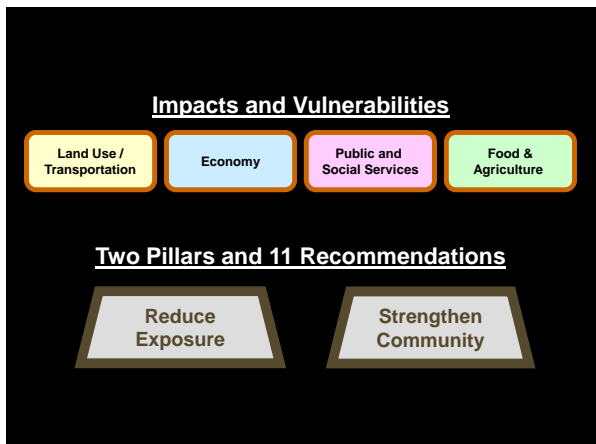 Impacts and Vulnerabilities
Land Use /
Transportation
Economy
Public and
Social Services
Food &
Agriculture
Two Pillars and 11 Recommendations
Reduce
Exposure
Strengthen
Community